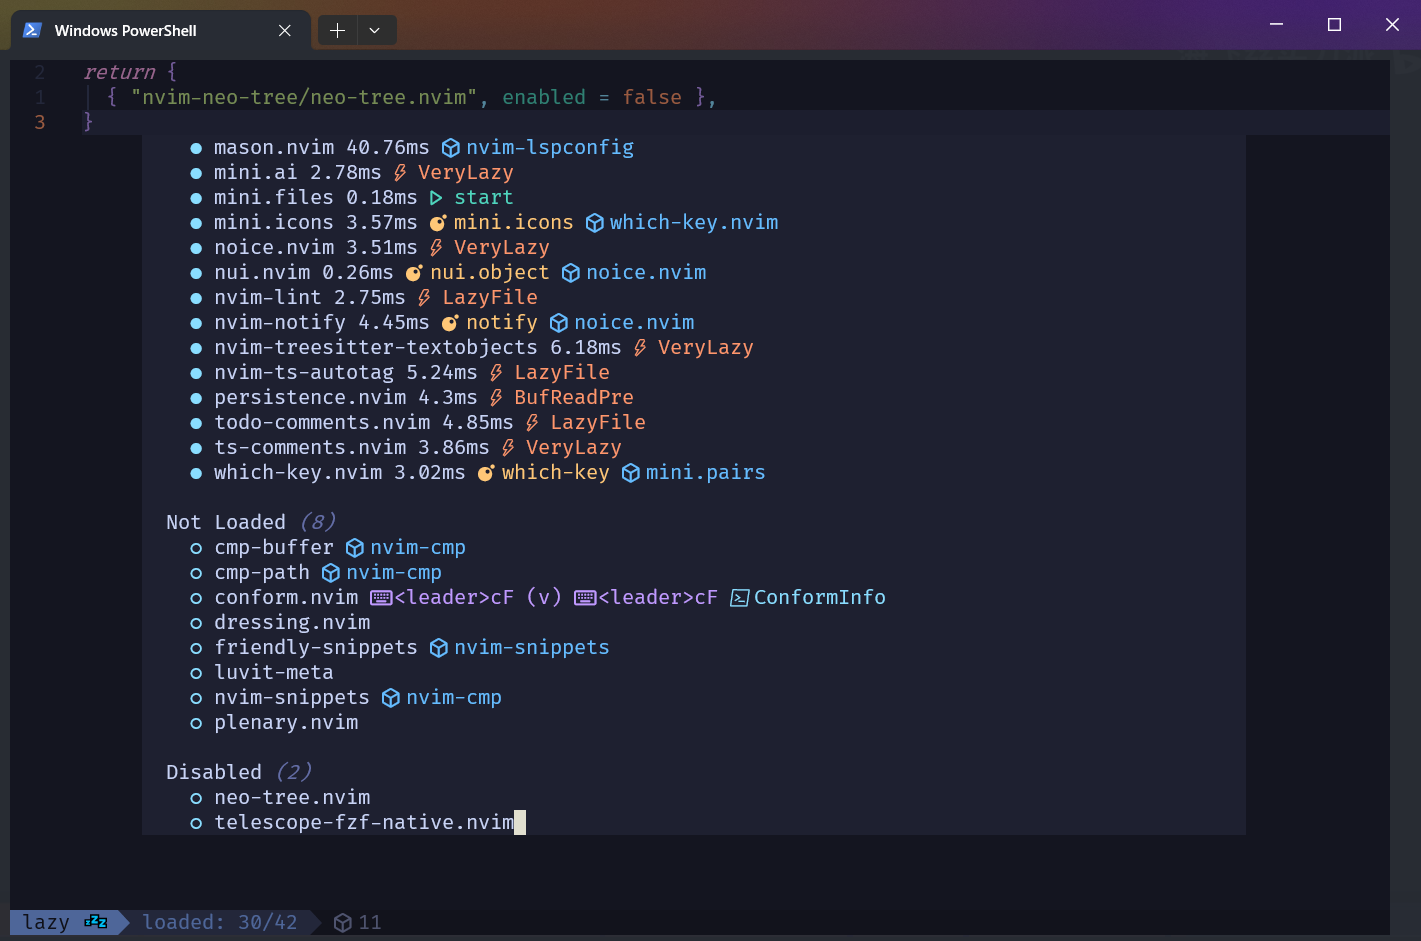 Windows PowerShell
2 return {
1 { "nvim-neo-tree/neo-tree.nvim", enabled = false },
3 }
● mason.nvim 40.76ms nvim-lspconfig
● mini.ai 2.78ms VeryLazy
● mini.files 0.18ms start
● mini.icons 3.57ms mini.icons which-key.nvim
● noice.nvim 3.51ms VeryLazy
● nui.nvim 0.26ms nui.object noice.nvim
● nvim-lint 2.75ms LazyFile
● nvim-notify 4.45ms notify noice.nvim
● nvim-treesitter-textobjects 6.18ms VeryLazy
● nvim-ts-autotag 5.24ms LazyFile
● persistence.nvim 4.3ms BufReadPre
● todo-comments.nvim 4.85ms LazyFile
● ts-comments.nvim 3.86ms VeryLazy
● which-key.nvim 3.02ms which-key mini.pairs
Not Loaded (8)
○ cmp-buffer nvim-cmp
○ cmp-path nvim-cmp
○ conform.nvim <leader>cF (v) <leader>cF ConformInfo
○ dressing.nvim
○ friendly-snippets nvim-snippets
○ luvit-meta
○ nvim-snippets nvim-cmp
○ plenary.nvim
Disabled (2)
○ neo-tree.nvim
○ telescope-fzf-native.nvim
lazy 💤 loaded: 30/42 11